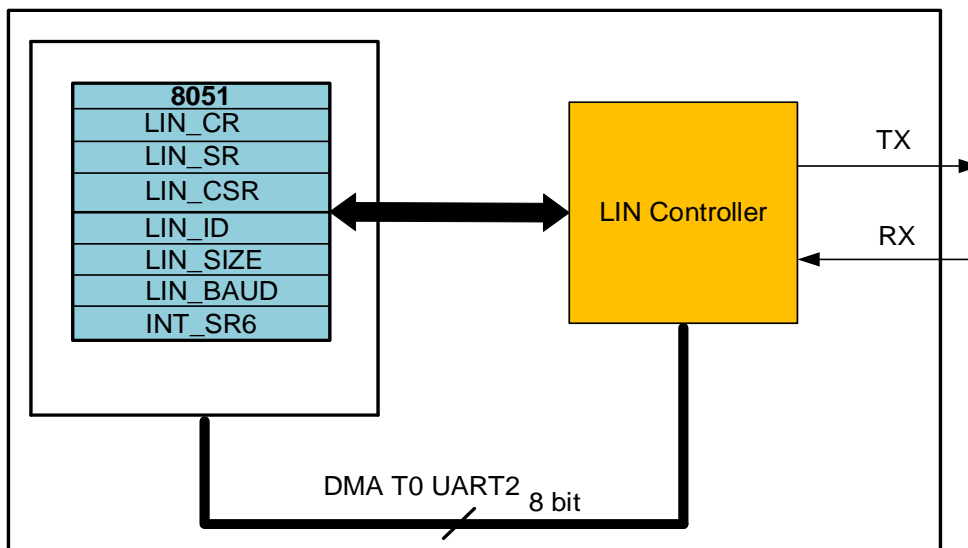 8051
LIN_CR
LIN_SR
LIN_CSR
LIN_ID
LIN_SIZE
LIN_BAUD
INT_SR6
LIN Controller
TX
RX
DMA T0 UART2
8 bit